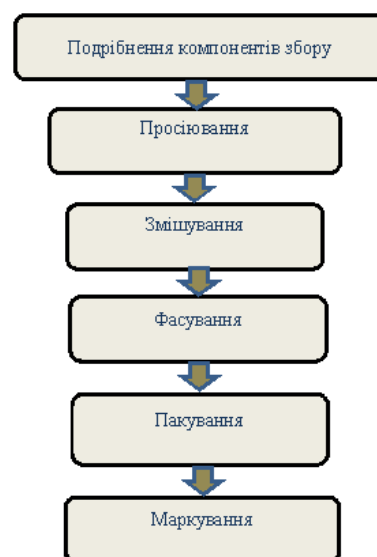 Подрібнення компонентів збору
Просіювання
Змішування
Фасування
Пакування
Маркування